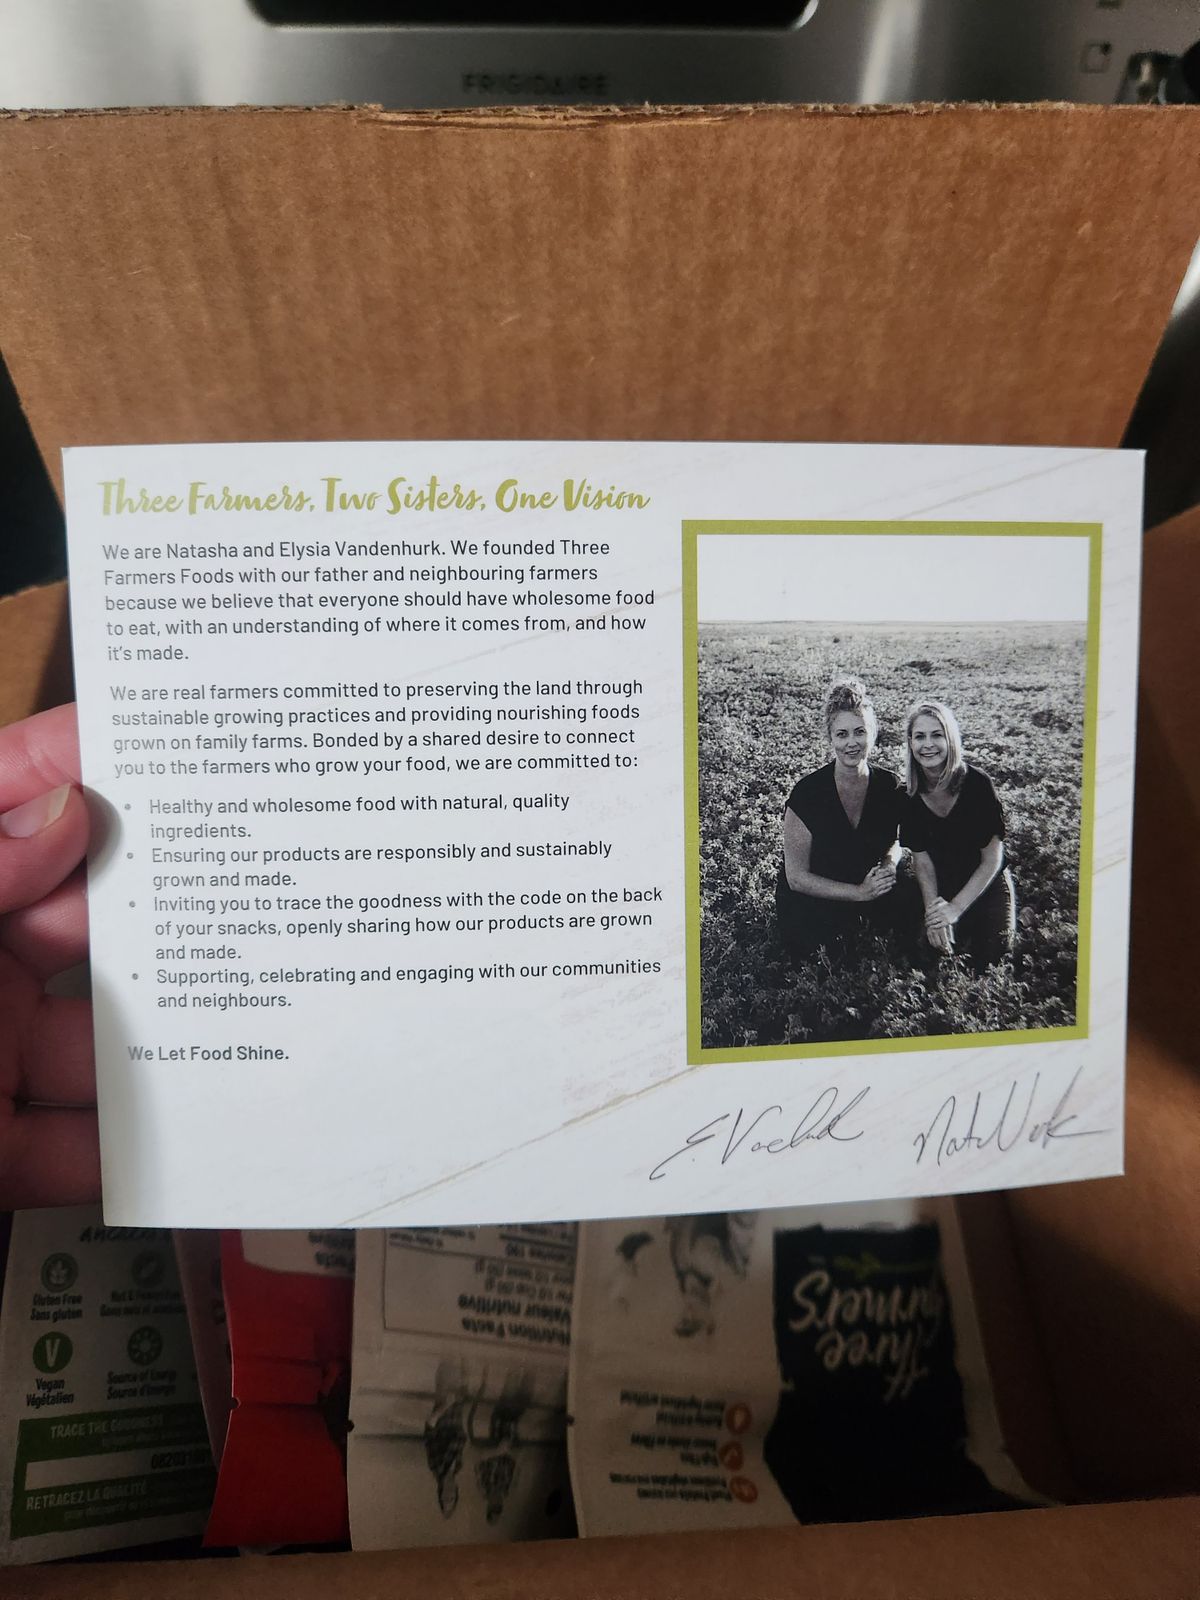 FRIGIDAIRE
Three Farmers, Two Sisters, One Vision
We are Natasha and Elysia Vandenhurk. We founded Three
Farmers Foods with our father and neighbouring farmers
because we believe that everyone should have wholesome food
to eat, with an understanding of where it comes from, and how
it's made.
We are real farmers committed to preserving the land through
sustainable growing practices and providing nourishing foods
grown on family farms. Bonded by a shared desire to connect
you to the farmers who grow your food, we are committed to:
• Healthy and wholesome food with natural, quality
ingredients.
• Ensuring our products are responsibly and sustainably
grown and made.
• Inviting you to trace the goodness with the code on the back
of your snacks, openly sharing how our products are grown
and made.
• Supporting, celebrating and engaging with our communities
and neighbours.
We Let Food Shine.
Gluten Free
Sans gluten
V
Vegan
Végétalien
Source of Energy
Source d'énergie
TRACE THE GOODNESS
RETRACEZ LA QUALITÉ
Nutrition Facts
Valeur nutritive
Three
Farmers